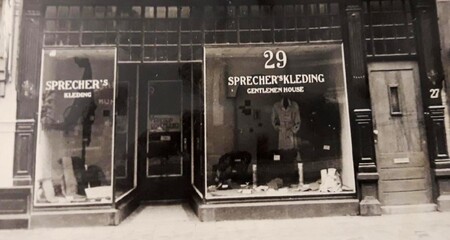 SPRECHER'S
KLEDING
29
SPRECHER'S KLEDING
GENTLEMEN HOUSE
27